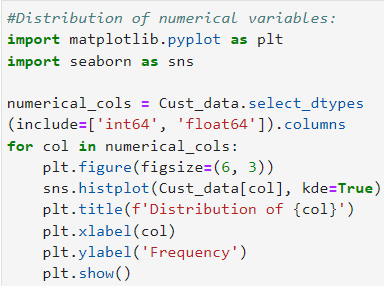 #Distribution of numerical variables:
import matplotlib.pyplot as plt
import seaborn as sns

numerical_cols = Cust_data.select_dtypes
(include=['int64', 'float64']).columns
for col in numerical_cols:
    plt.figure(figsize=(6, 3))
    sns.histplot(Cust_data[col], kde=True)
    plt.title(f'Distribution of {col}')
    plt.xlabel(col)
    plt.ylabel('Frequency')
    plt.show()